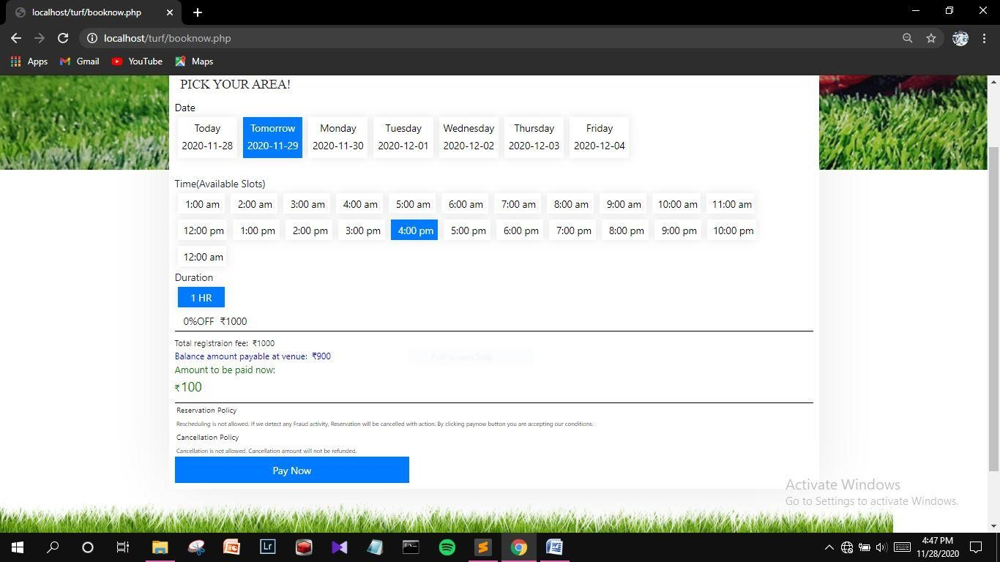 localhost/turf/booknow.php
localhost/turf/booknow.php
Apps Gmail YouTube Maps
PICK YOUR AREA!
Date
Today Tomorrow Monday Tuesday Wednesday Thursday Friday
2020-11-28 2020-11-29 2020-11-30 2020-12-01 2020-12-02 2020-12-03 2020-12-04
Time(Available Slots)
1:00 am 2:00 am 3:00 am 4:00 am 5:00 am 6:00 am 7:00 am 8:00 am 9:00 am 10:00 am 11:00 am
12:00 pm 1:00 pm 2:00 pm 3:00 pm 4:00 pm 5:00 pm 6:00 pm 7:00 pm 8:00 pm 9:00 pm 10:00 pm
12:00 am
Duration
1 HR
0%OFF ₹1000
Total registraion fee: ₹1000
Balance amount payable at venue: ₹900
Full-screen Snip
Amount to be paid now:
₹100
Reservation Policy
Rescheduling is not allowed. If we detect any Fraud activity, Reservation will be cancelled with action. By clicking paynow button you are accepting our conditions.
Cancellation Policy
Cancellation is not allowed. Cancellation amount will not be refunded.
Pay Now
Activate Windows
Go to Settings to activate Windows.
Lr
4:47 PM
11/28/2020